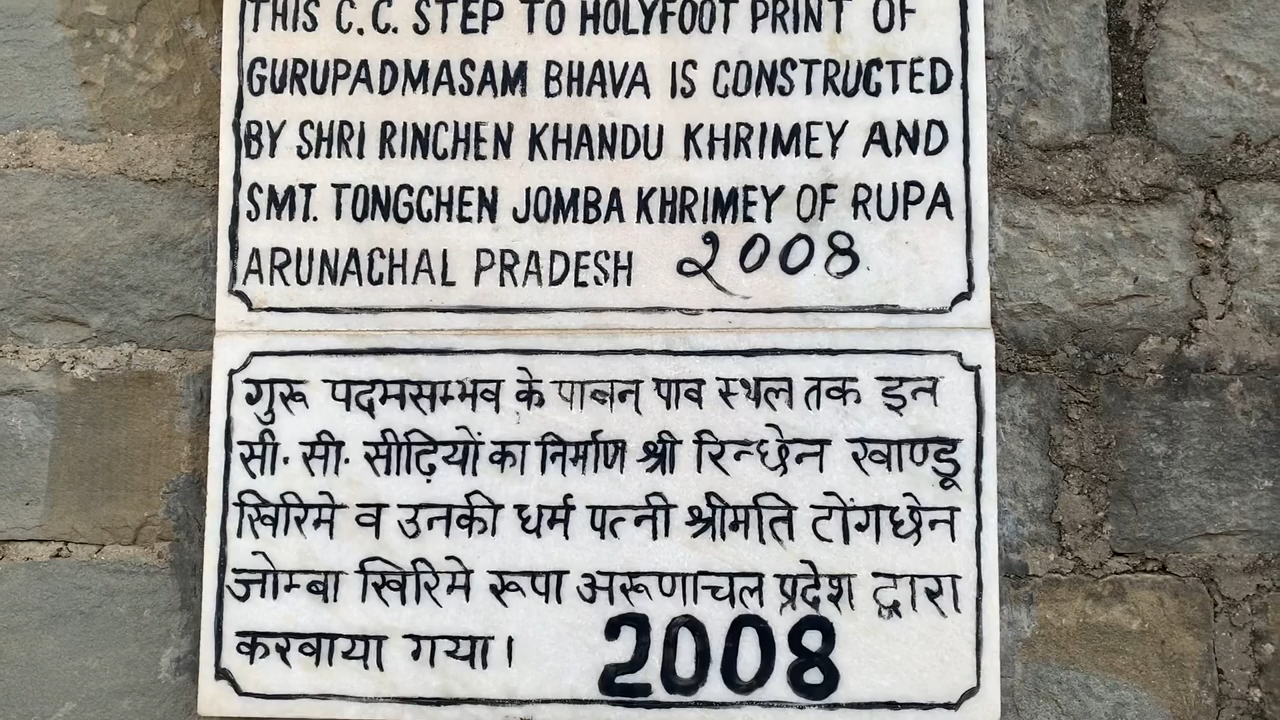 THIS C.C. STEP TO HOLYFOOT PRINT OF
GURUPADMASAM BHAVA IS CONSTRUCTED
BY SHRI RINCHEN KHANDU KHRIMEY AND
SMT. TONGCHEN JOMBA KHRIMEY OF RUPA
ARUNACHAL PRADESH २008
गुरू पदमसम्भव के पाबन पाब स्थल तक इन
सी. सी. सीढ़ियों का निर्माण श्री रिन्छेन खाण्डू
खिरिमे व उनकी धर्म पत्नी श्रीमति टोंगछेन
जोम्बा खिरिमे रूपा अरूणाचल प्रदेश द्वारा
करवाया गया। 2008